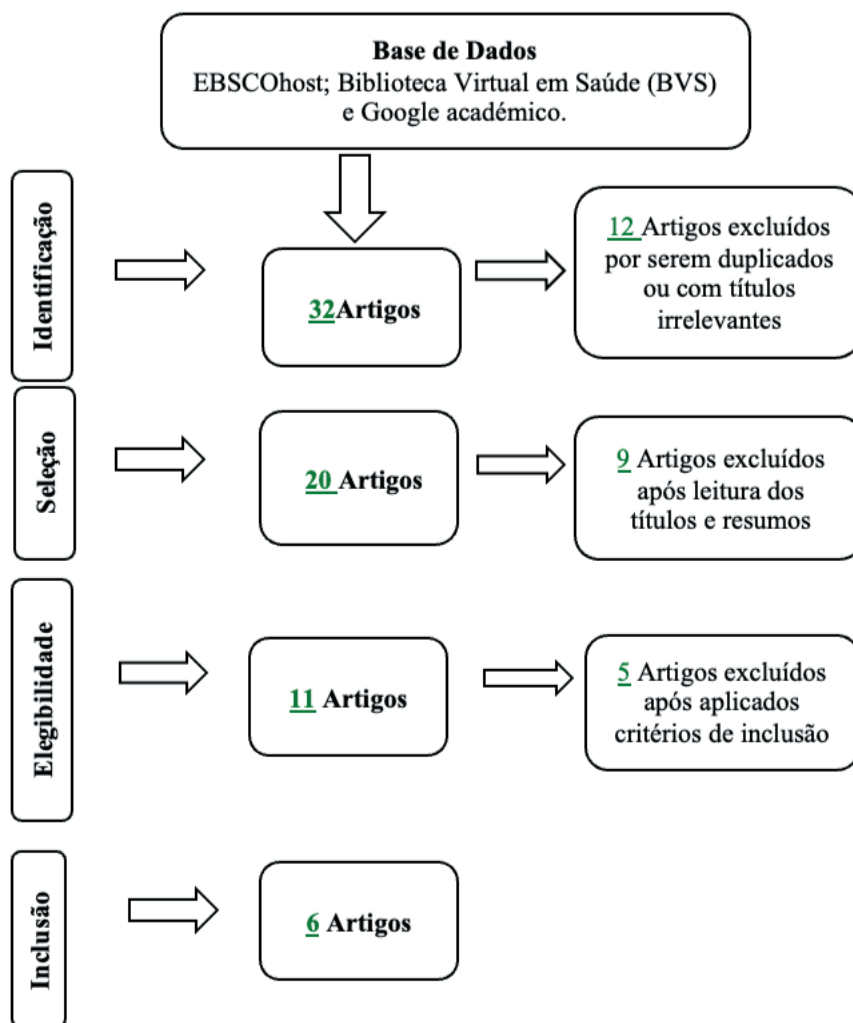 Base de Dados
EBSCOhost; Biblioteca Virtual em Saúde (BVS)
e Google académico.
Identificação
32Artigos
12 Artigos excluídos
por serem duplicados
ou com títulos
irrelevantes
Seleção
20 Artigos
9 Artigos excluídos
após leitura dos
títulos e resumos
Elegibilidade
11 Artigos
5 Artigos excluídos
após aplicados
critérios de inclusão
Inclusão
6 Artigos